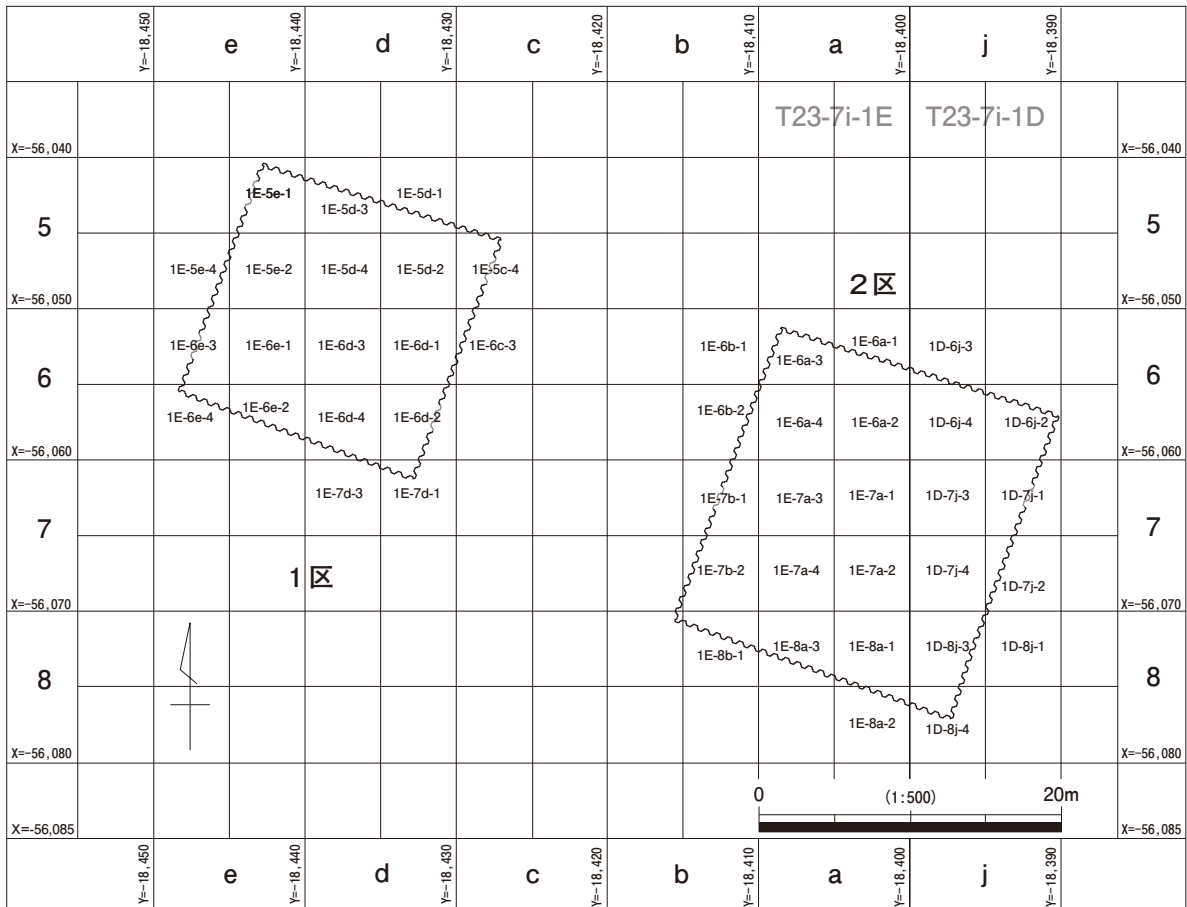 Y=-18,450
e
Y=-18,440
d
Y=-18,430
c
Y=-18,420
b
Y=-18,410
a
Y=-18,400
j
Y=-18,390
T23-7i-1E
T23-7i-1D
X=-56,040
X=-56,040
1E-5e-1
1E-5d-3
1E-5d-1
5
5
1E-5e-4
1E-5e-2
1E-5d-4
1E-5d-2
1E-5c-4
2区
X=-56,050
X=-56,050
1E-6e-3
1E-6e-1
1E-6d-3
1E-6d-1
1E-6c-3
1E-6b-1
1E-6a-3
1E-6a-1
1D-6j-3
6
6
1E-6e-4
1E-6e-2
1E-6d-4
1E-6d-2
1E-6b-2
1E-6a-4
1E-6a-2
1D-6j-4
1D-6j-2
X=-56,060
X=-56,060
1E-7d-3
1E-7d-1
1E-7b-1
1E-7a-3
1E-7a-1
1D-7j-3
1D-7j-1
7
7
1区
1E-7b-2
1E-7a-4
1E-7a-2
1D-7j-4
1D-7j-2
X=-56,070
X=-56,070
1E-8b-1
1E-8a-3
1E-8a-1
1D-8j-3
1D-8j-1
8
8
1E-8a-2
1D-8j-4
X=-56,080
X=-56,080
0
(1:500)
20m
X=-56,085
X=-56,085
Y=-18,450
e
Y=-18,440
d
Y=-18,430
c
Y=-18,420
b
Y=-18,410
a
Y=-18,400
j
Y=-18,390